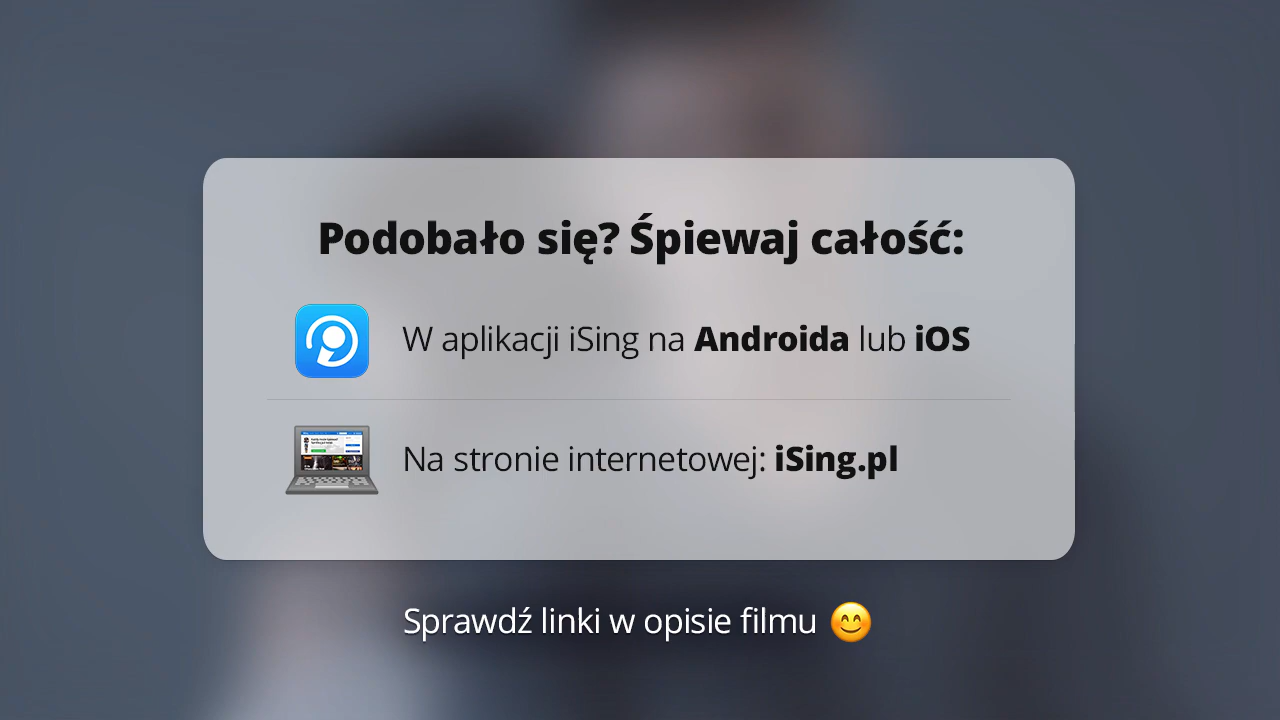 Podobało się? Śpiewaj całość:
W aplikacji iSing na Androida lub iOS
Na stronie internetowej: iSing.pl
Sprawdź linki w opisie filmu 😊